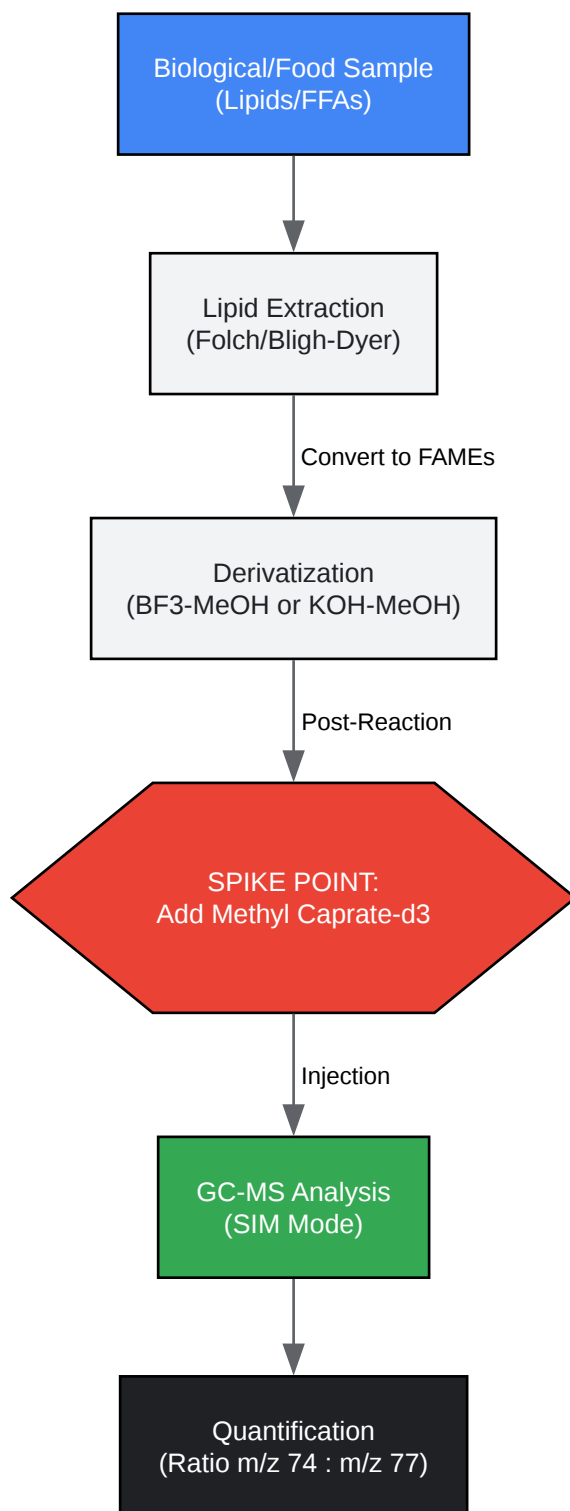 Biological/Food Sample
(Lipids/FFAs)
Lipid Extraction
(Folch/Bligh-Dyer)
Convert to FAMEs
Derivatization
(BF3-MeOH or KOH-MeOH)
Post-Reaction
SPIKE POINT:
Add Methyl Caprate-d3
Injection
GC-MS Analysis
(SIM Mode)
Quantification
(Ratio m/z 74 : m/z 77)